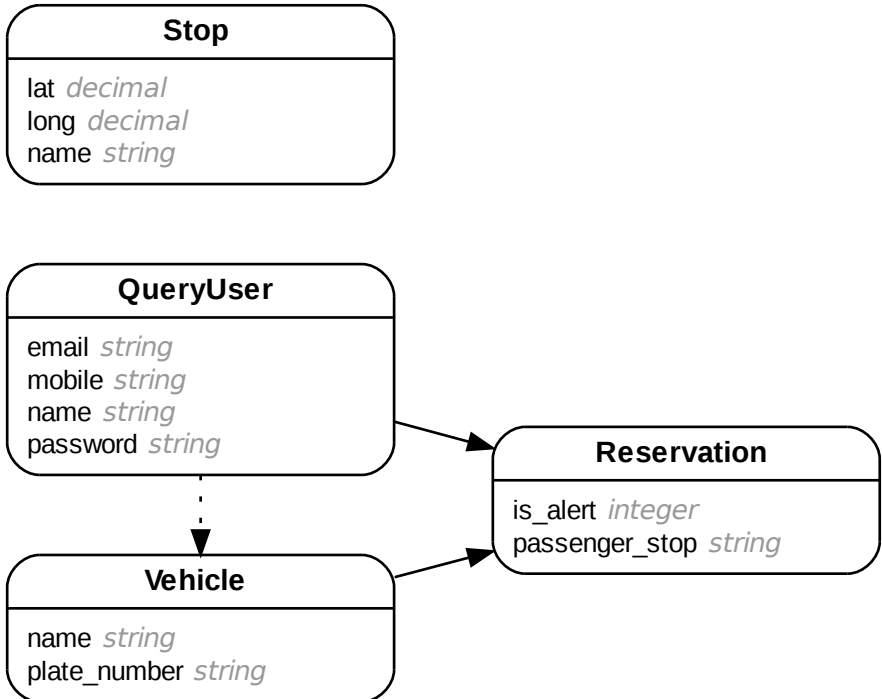 Stop
lat decimal
long decimal
name string
QueryUser
email string
mobile string
name string
password string
Reservation
is_alert integer
passenger_stop string
Vehicle
name string
plate_number string